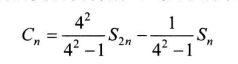 C_n = \frac{4^2}{4^2 - 1} S_{2n} - \frac{1}{4^2 - 1} S_n